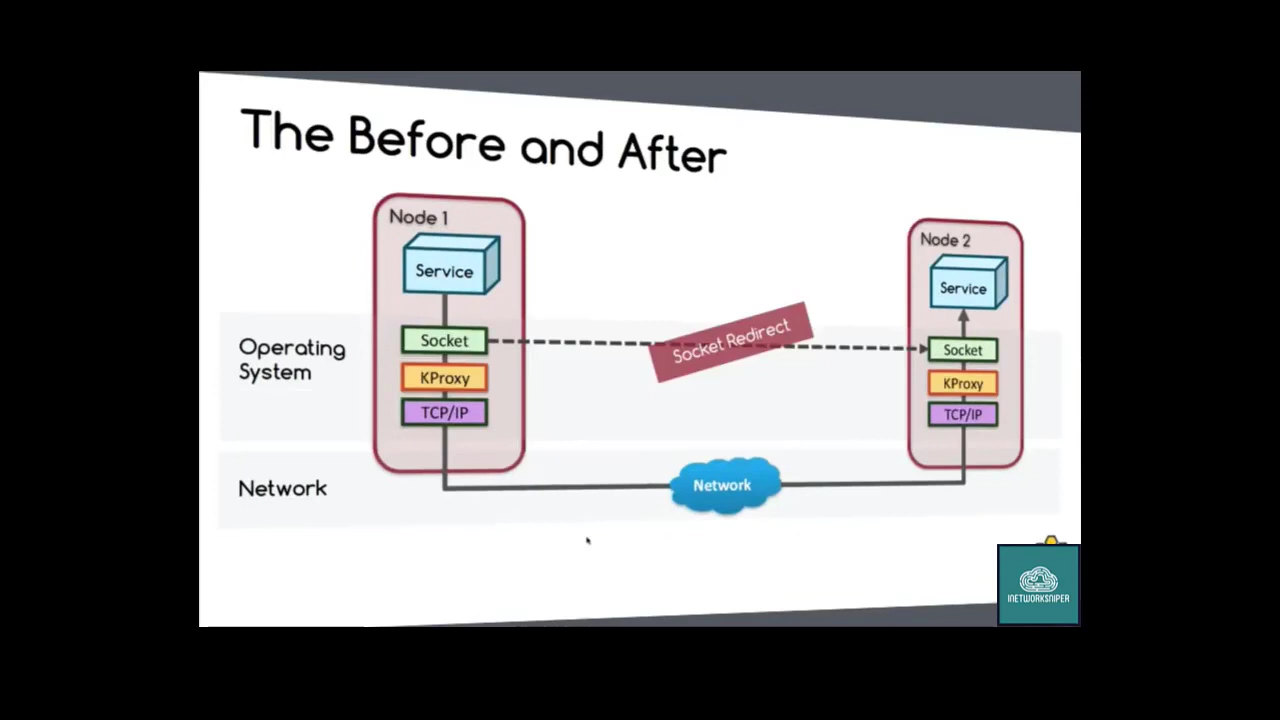 The Before and After
Node 1
Service
Socket
KProxy
TCP/IP
Node 2
Service
Socket
KProxy
TCP/IP
Socket Redirect
Operating
System
Network
Network
INETWORKSNIPER